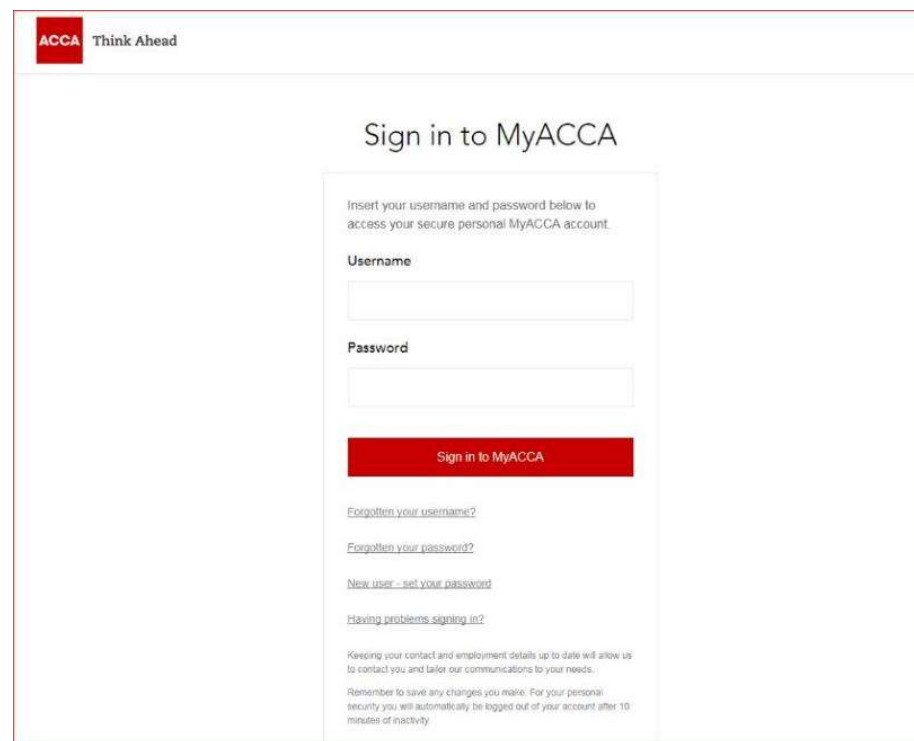 ACCA Think Ahead
Sign in to MyACCA
Insert your username and password below to
access your secure personal MyACCA account.
Username
Password
Sign in to MyACCA
Forgotten your username?
Forgotten your password?
New user - set your password
Having problems signing in?
Keeping your contact and employment details up to date will allow us
to contact you and tailor our communications to your needs.
Remember to save any changes you make. For your personal
security you will automatically be logged out of your account after 10
minutes of inactivity